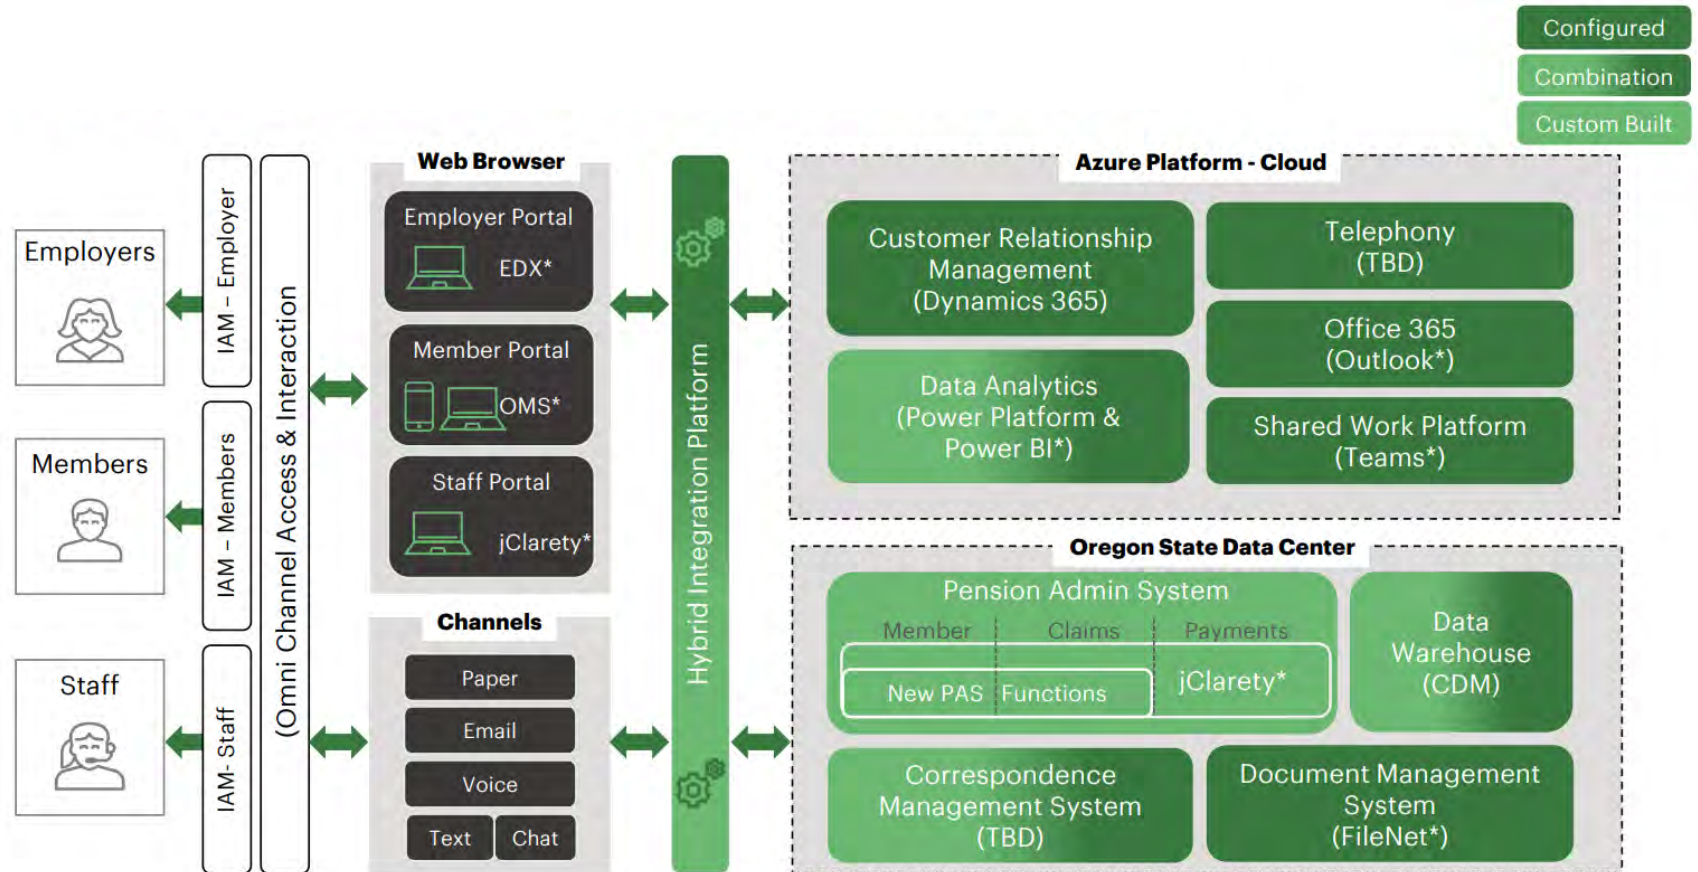 Configured
Combination
Custom Built
Employers
Members
Staff
IAM – Employer
IAM – Members
IAM- Staff
(Omni Channel Access & Interaction
Web Browser
Employer Portal
EDX*
Member Portal
OMS*
Staff Portal
jClarety*
Channels
Paper
Email
Voice
Text
Chat
Hybrid Integration Platform
Azure Platform - Cloud
Customer Relationship
Management
(Dynamics 365)
Telephony
(TBD)
Office 365
(Outlook*)
Data Analytics
(Power Platform &
Power BI*)
Shared Work Platform
(Teams*)
Oregon State Data Center
Pension Admin System
Member
Claims
Payments
New PAS
Functions
jClarety*
Data
Warehouse
(CDM)
Correspondence
Management System
(TBD)
Document Management
System
(FileNet*)